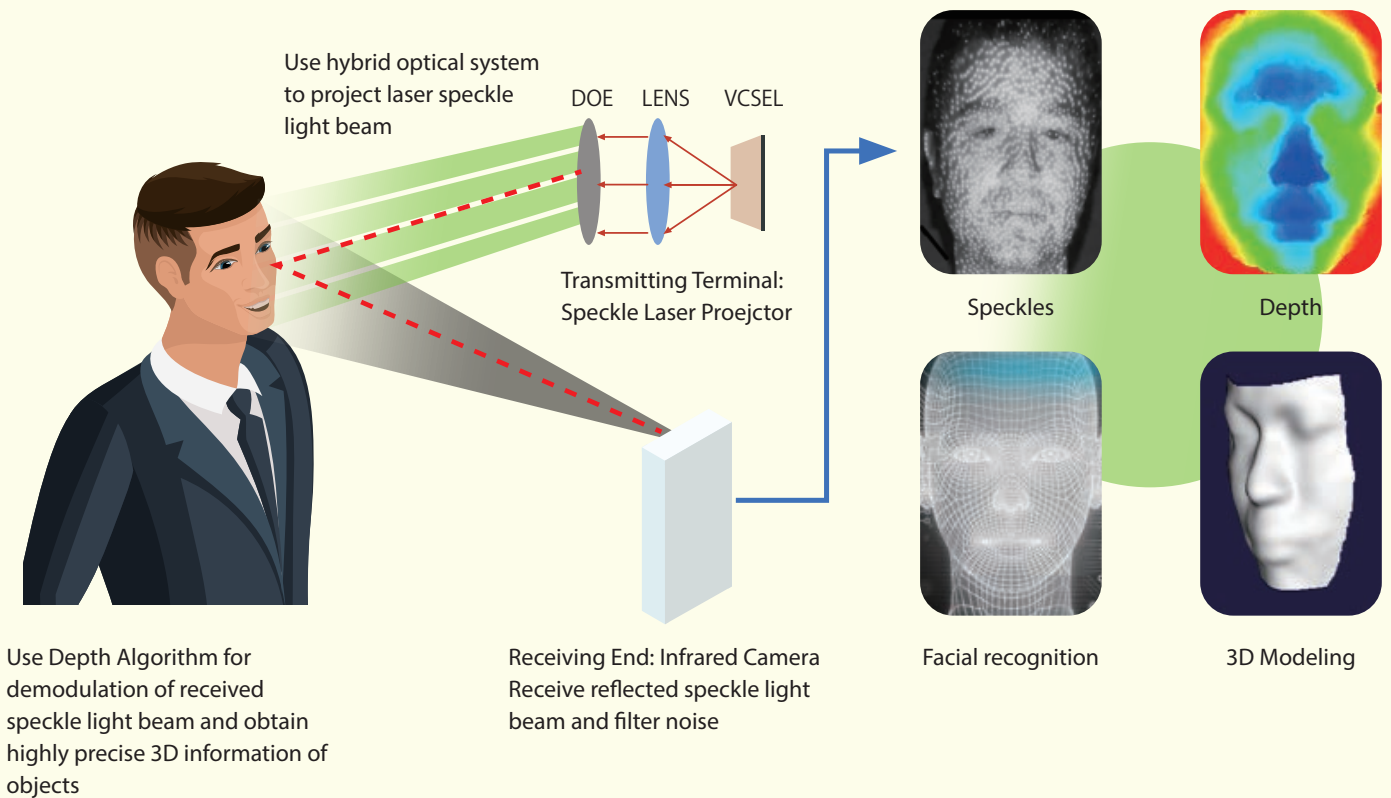 Use hybrid optical system
to project laser speckle
light beam
DOE
LENS
VCSEL
Transmitting Terminal:
Speckle Laser Proejctor
Speckles
Depth
Use Depth Algorithm for
demodulation of received
speckle light beam and obtain
highly precise 3D information of
objects
Receiving End: Infrared Camera
Receive reflected speckle light
beam and filter noise
Facial recognition
3D Modeling